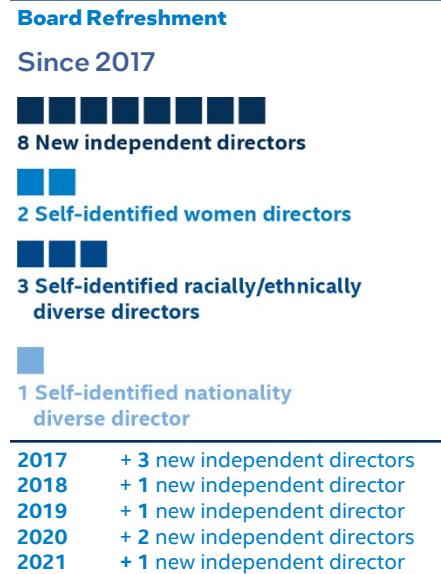 Board Refreshment
Since 2017
8 New independent directors
2 Self-identified women directors
3 Self-identified racially/ethnically
diverse directors
1 Self-identified nationality
diverse director
2017 + 3 new independent directors
2018 + 1 new independent director
2019 + 1 new independent director
2020 + 2 new independent directors
2021 + 1 new independent director